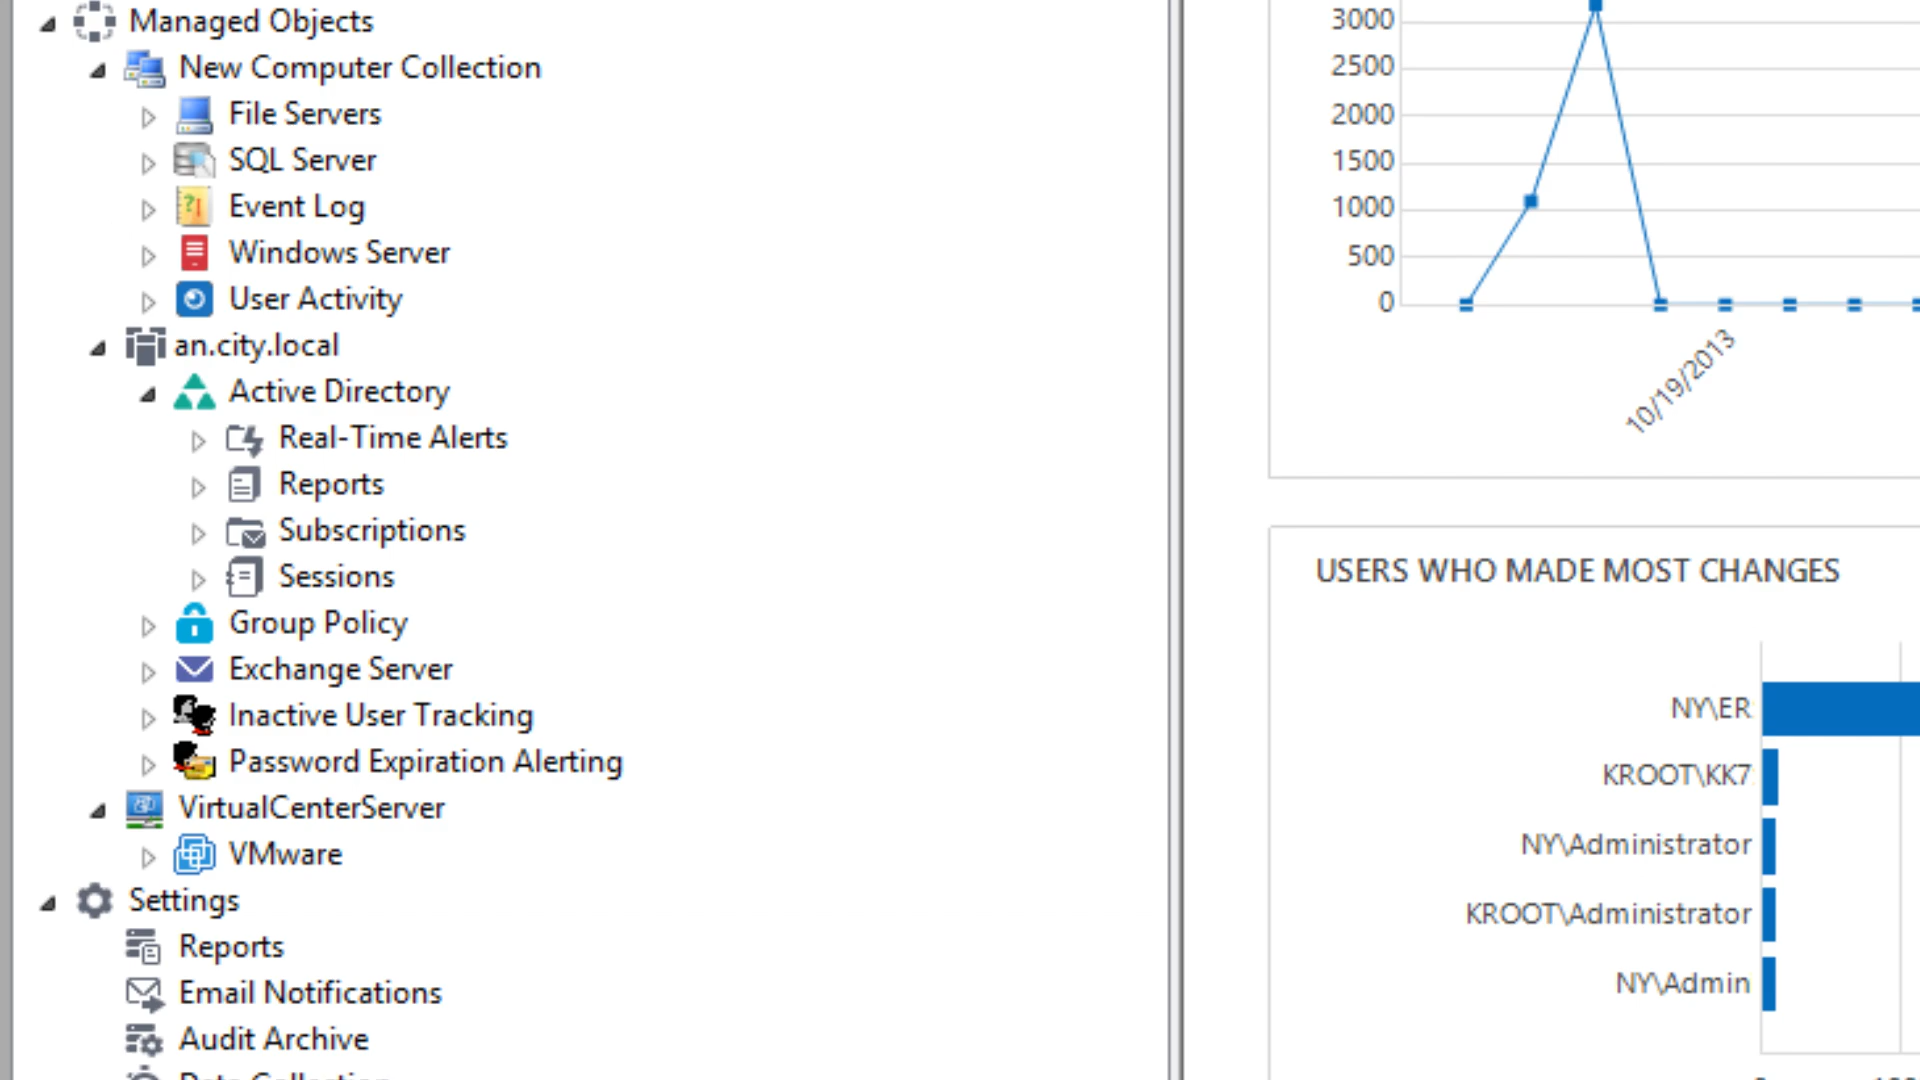 Managed Objects
New Computer Collection
File Servers
SQL Server
Event Log
Windows Server
User Activity
an.city.local
Active Directory
Real-Time Alerts
Reports
Subscriptions
Sessions
Group Policy
Exchange Server
Inactive User Tracking
Password Expiration Alerting
VirtualCenterServer
VMware
Settings
Reports
Email Notifications
Audit Archive
3000
2500
2000
1500
1000
500
0
10/19/2013
USERS WHO MADE MOST CHANGES
NY\ER
KROOT\KK7
NY\Administrator
KROOT\Administrator
NY\Admin